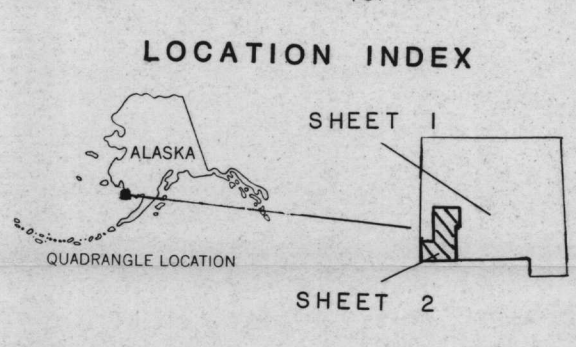 LOCATION INDEX
SHEET 1
ALASKA
QUADRANGLE LOCATION
SHEET 2